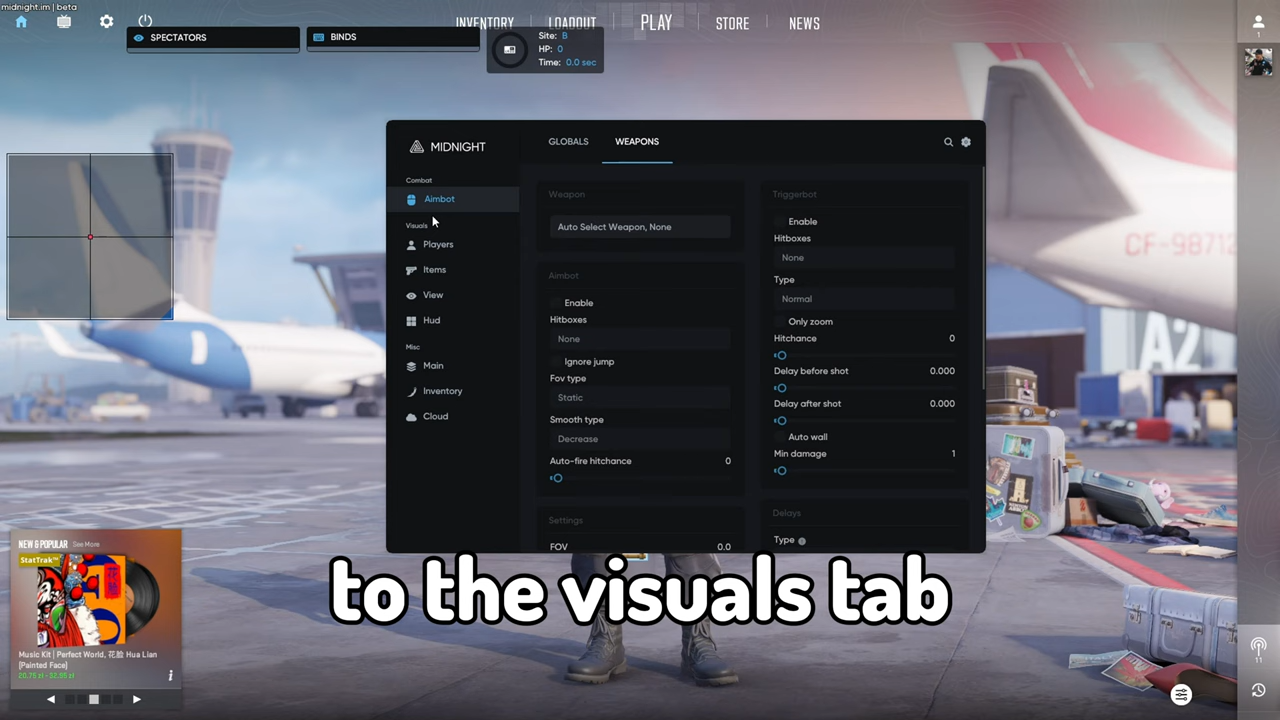 midnight.im | beta
INVENTORY
LOADOUT
PLAY
STORE
NEWS
1
SPECTATORS
BINDS
Site: B
HP: 0
Time: 0.0 sec
MIDNIGHT
Combat
Aimbot
Visuals
Players
Items
View
Hud
Misc
Main
Inventory
Cloud
GLOBALS
WEAPONS
Weapon
Auto Select Weapon, None
Aimbot
Enable
Hitboxes
None
Ignore jump
Fov type
Static
Smooth type
Decrease
Auto-fire hitchance 0
Settings
FOV 0.0
Triggerbot
Enable
Hitboxes
None
Type
Normal
Only zoom
Hitchance 0
Delay before shot 0.000
Delay after shot 0.000
Auto wall
Min damage 1
Delays
Type
CF-98712
A2
NEW & POPULAR See More
StatTrak™
Music Kit | Perfect World, 花脸 Hua Lian
[Painted Face]
11
to the visuals tab